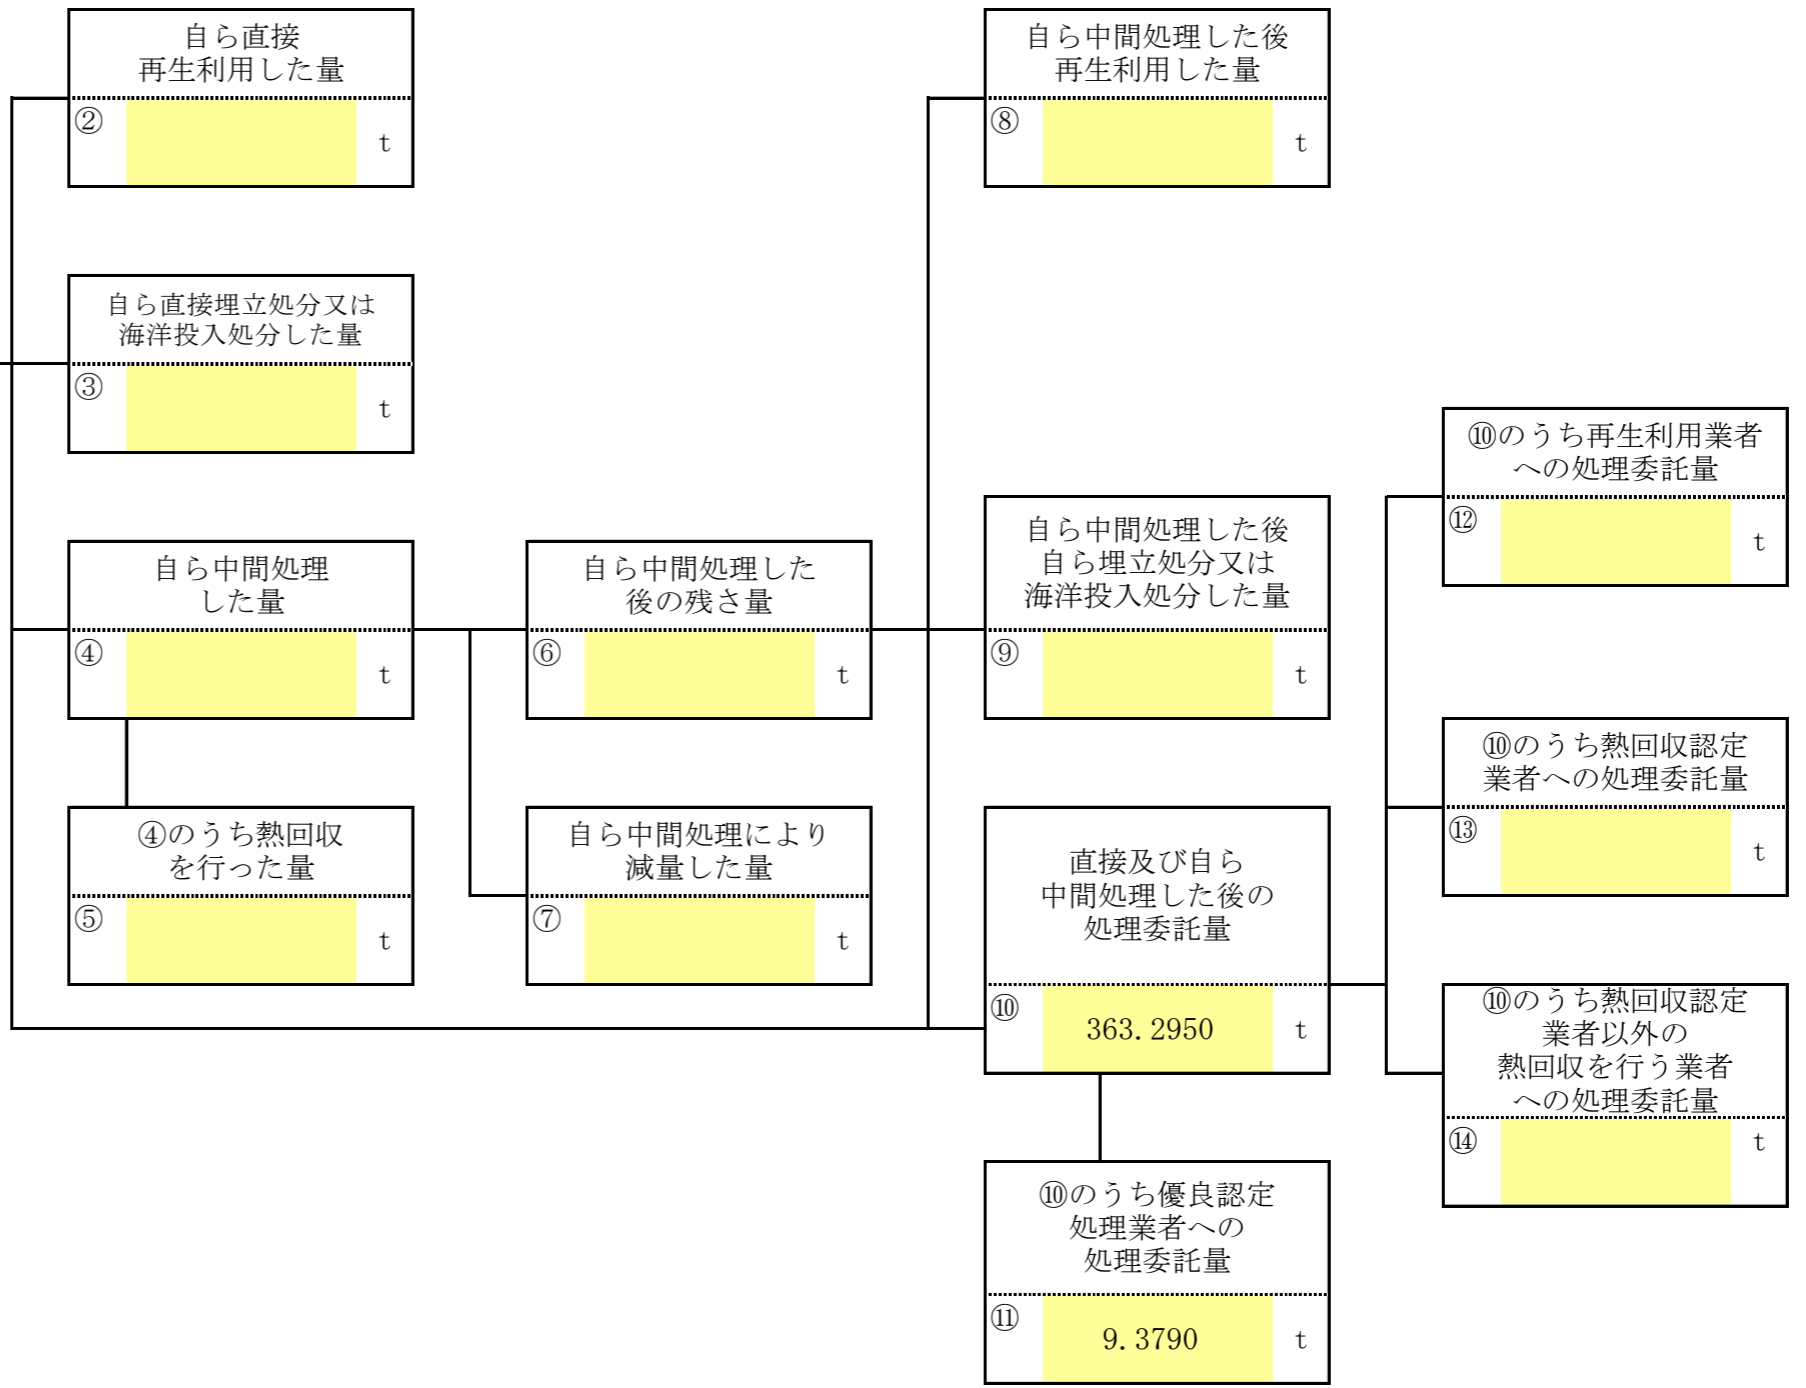 自ら直接
再生利用した量
②
t
自ら中間処理した後
再生利用した量
⑧
t
自ら直接埋立処分又は
海洋投入処分した量
③
t
⑩のうち再生利用業者
への処理委託量
⑫
t
自ら中間処理
した量
④
t
自ら中間処理した
後の残さ量
⑥
t
自ら中間処理した後
自ら埋立処分又は
海洋投入処分した量
⑨
t
⑩のうち熱回収認定
業者への処理委託量
⑬
t
④のうち熱回収
を行った量
⑤
t
自ら中間処理により
減量した量
⑦
t
直接及び自ら
中間処理した後の
処理委託量
⑩ 363.2950 t
⑩のうち熱回収認定
業者以外の
熱回収を行う業者
への処理委託量
⑭
t
⑩のうち優良認定
処理業者への
処理委託量
⑪ 9.3790 t